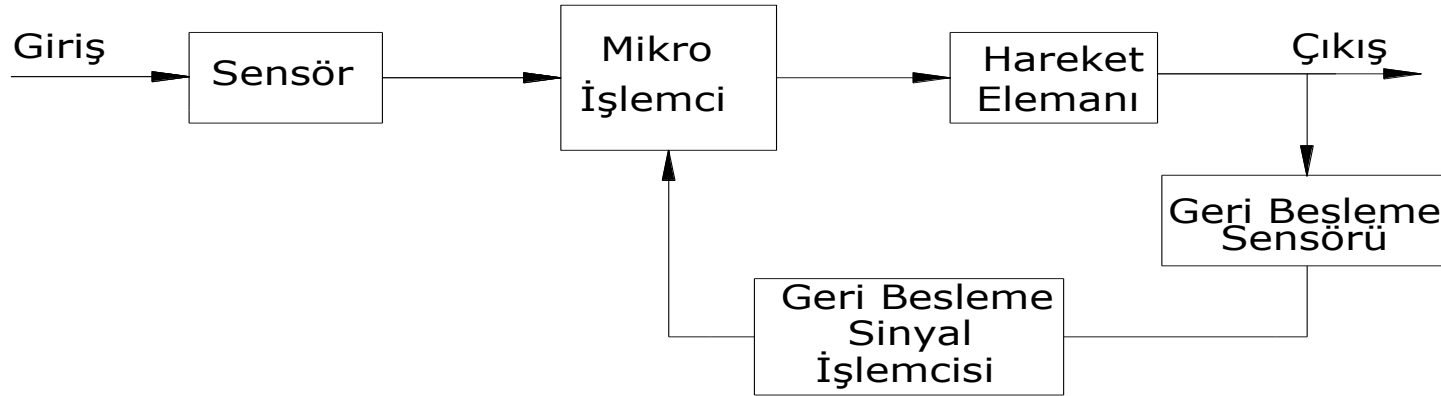 Giriş
Sensör
Mikro
İşlemci
Hareket
Elemanı
Çıkış
Geri Besleme
Sensörü
Geri Besleme
Sinyal
İşlemcisi